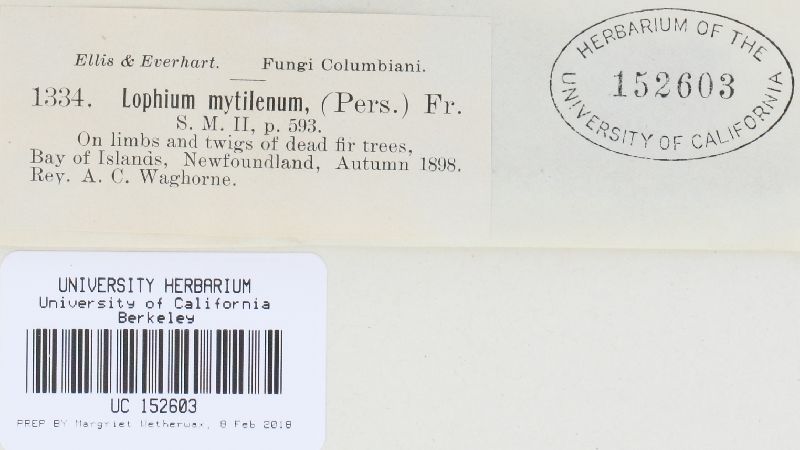 Ellis & Everhart. Fungi Columbiani.
1334. Lophium mytilenum, (Pers.) Fr.
S. M. II, p. 593.
On limbs and twigs of dead fir trees,
Bay of Islands, Newfoundland, Autumn 1898.
Rev. A. C. Waghorne.
HERBARIUM OF THE
152603
UNIVERSITY OF CALIFORNIA
UNIVERSITY HERBARIUM
University of California
Berkeley
UC 152603
PREP BY Margriet Wetherwax, 8 Feb 2018